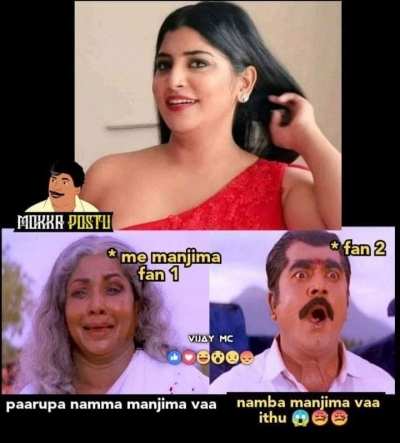 MOKKA POSTU
* me manjima
fan 1
* fan 2
VIJAY MC
paarupa namma manjima vaa
namba manjima vaa
ithu 😱🤬🤬